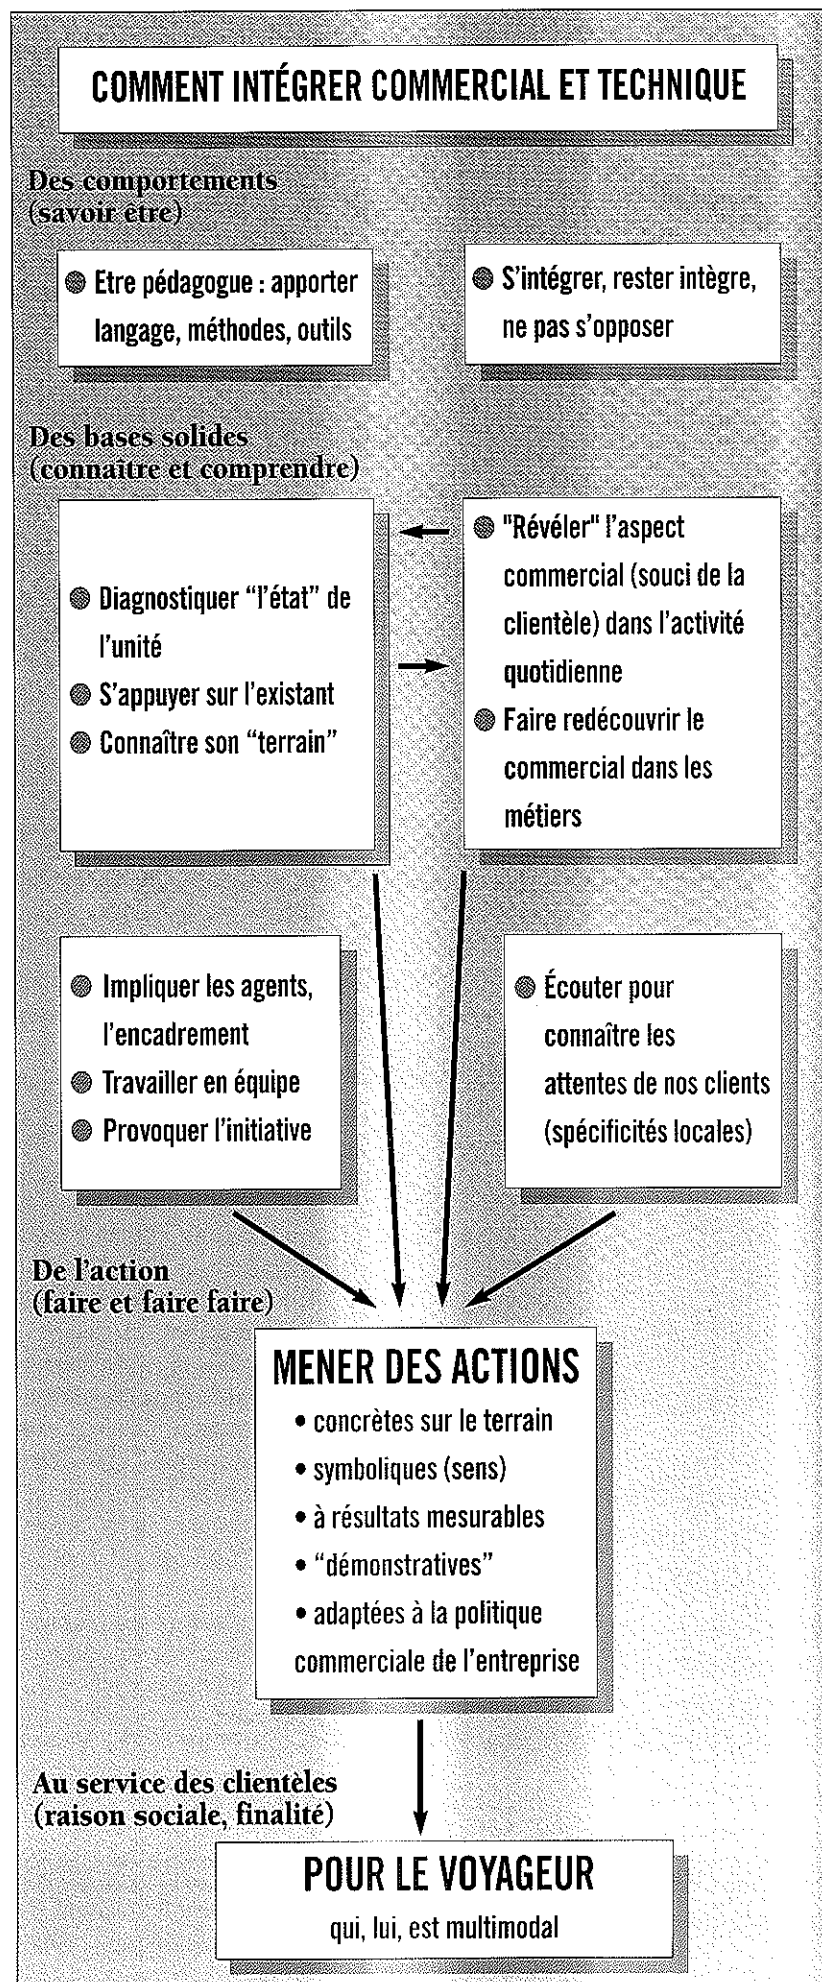 COMMENT INTÉGRER COMMERCIAL ET TECHNIQUE
Des comportements
(savoir etre)
Etre pédagogue : apporter
langage, méthodes, outils
S'intégrer, rester intègre,
ne pas s'opposer
Des bases solides
(connaître et comprendre)
Diagnostiquer “l'état” de
l'unité
S'appuyer sur l'existant
Connaître son “terrain”
"Révéler" l'aspect
commercial (souci de la
clientèle) dans l'activité
quotidienne
Faire redécouvrir le
commercial dans les
métiers
Impliquer les agents,
l'encadrement
Travailler en équipe
Provoquer l'initiative
Écouter pour
connaître les
attentes de nos clients
(spécificités locales)
De l'action
(faire et faire faire)
MENER DES ACTIONS
• concrètes sur le terrain
• symboliques (sens)
• à résultats mesurables
• “démonstratives”
• adaptées à la politique
commerciale de l'entreprise
Au service des clientèles
(raison sociale, finalité)
POUR LE VOYAGEUR
qui, lui, est multimodal